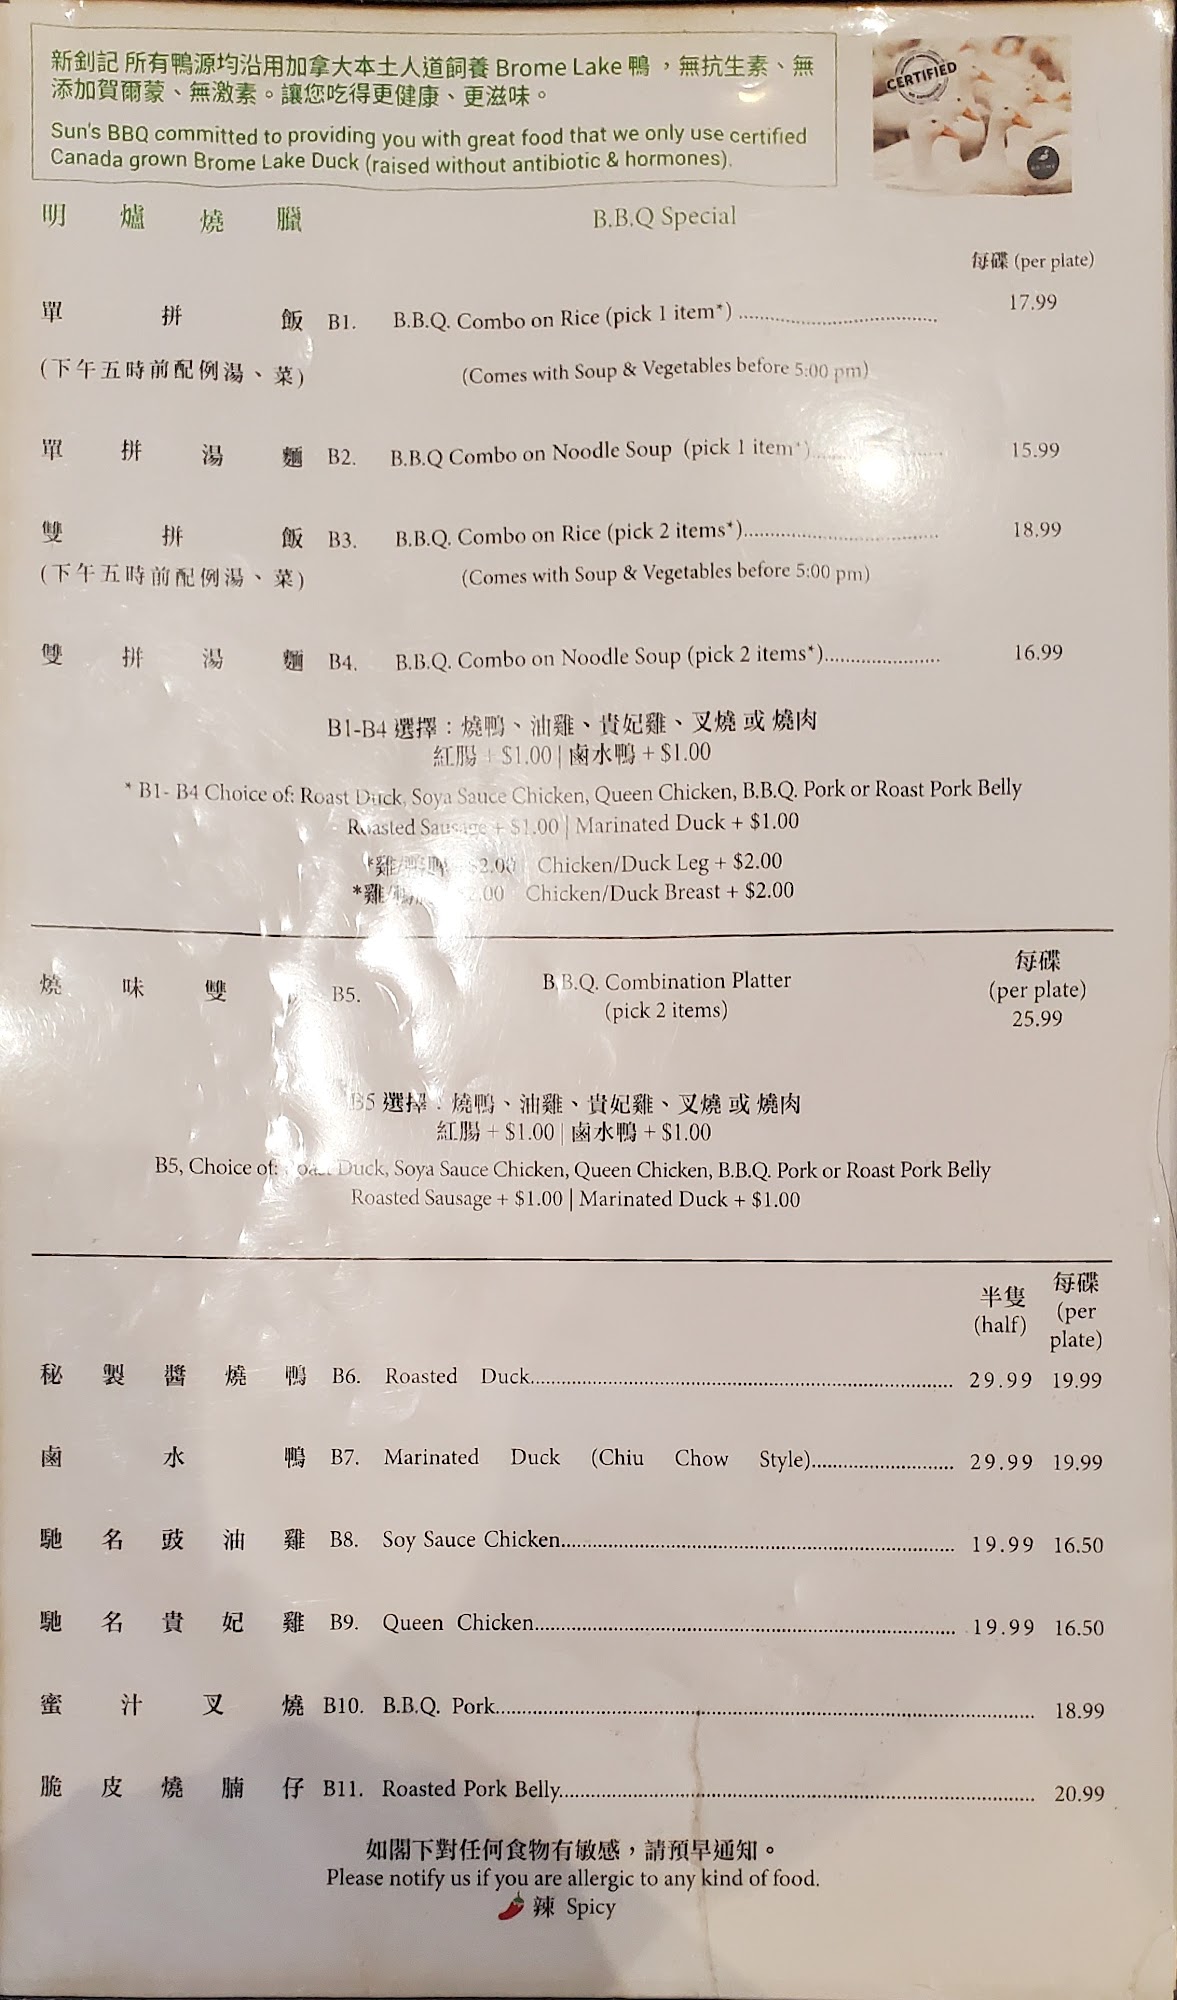 新釗記 所有鴨源均沿用加拿大本土人道飼養 Brome Lake 鴨，無抗生素、無
添加賀爾蒙、無激素。讓您吃得更健康、更滋味。
Sun's BBQ committed to providing you with great food that we only use certified
Canada grown Brome Lake Duck (raised without antibiotic & hormones).
CERTIFIED
明 爐 燒 臘 B.B.Q Special
每碟 (per plate)
單 拼 飯 B1. B.B.Q. Combo on Rice (pick 1 item*) 17.99
(下午五時前配例湯、菜) (Comes with Soup & Vegetables before 5:00 pm)
單 拼 湯 麵 B2. B.B.Q Combo on Noodle Soup (pick 1 item*) 15.99
雙 拼 飯 B3. B.B.Q. Combo on Rice (pick 2 items*) 18.99
(下午五時前配例湯、菜) (Comes with Soup & Vegetables before 5:00 pm)
雙 拼 湯 麵 B4. B.B.Q. Combo on Noodle Soup (pick 2 items*) 16.99
B1-B4 選擇：燒鴨、油雞、貴妃雞、叉燒 或 燒肉
紅腸 + $1.00 | 鹵水鴨 + $1.00
* B1- B4 Choice of: Roast Duck, Soya Sauce Chicken, Queen Chicken, B.B.Q. Pork or Roast Pork Belly
Roasted Sausage + $1.00 | Marinated Duck + $1.00
*雞/鴨 $2.00 Chicken/Duck Leg + $2.00
*雞 2.00 Chicken/Duck Breast + $2.00
燒 味 雙 B5. B.B.Q. Combination Platter
(pick 2 items)
每碟
(per plate)
25.99
B5 選擇：燒鴨、油雞、貴妃雞、叉燒 或 燒肉
紅腸 + $1.00 | 鹵水鴨 + $1.00
B5, Choice of: Roast Duck, Soya Sauce Chicken, Queen Chicken, B.B.Q. Pork or Roast Pork Belly
Roasted Sausage + $1.00 | Marinated Duck + $1.00
半隻
(half)
每碟
(per
plate)
秘 製 醬 燒 鴨 B6. Roasted Duck 29.99 19.99
鹵 水 鴨 B7. Marinated Duck (Chiu Chow Style) 29.99 19.99
馳 名 豉 油 雞 B8. Soy Sauce Chicken 19.99 16.50
馳 名 貴 妃 雞 B9. Queen Chicken 19.99 16.50
蜜 汁 叉 燒 B10. B.B.Q. Pork 18.99
脆 皮 燒 腩 仔 B11. Roasted Pork Belly 20.99
如閣下對任何食物有敏感，請預早通知。
Please notify us if you are allergic to any kind of food.
辣 Spicy